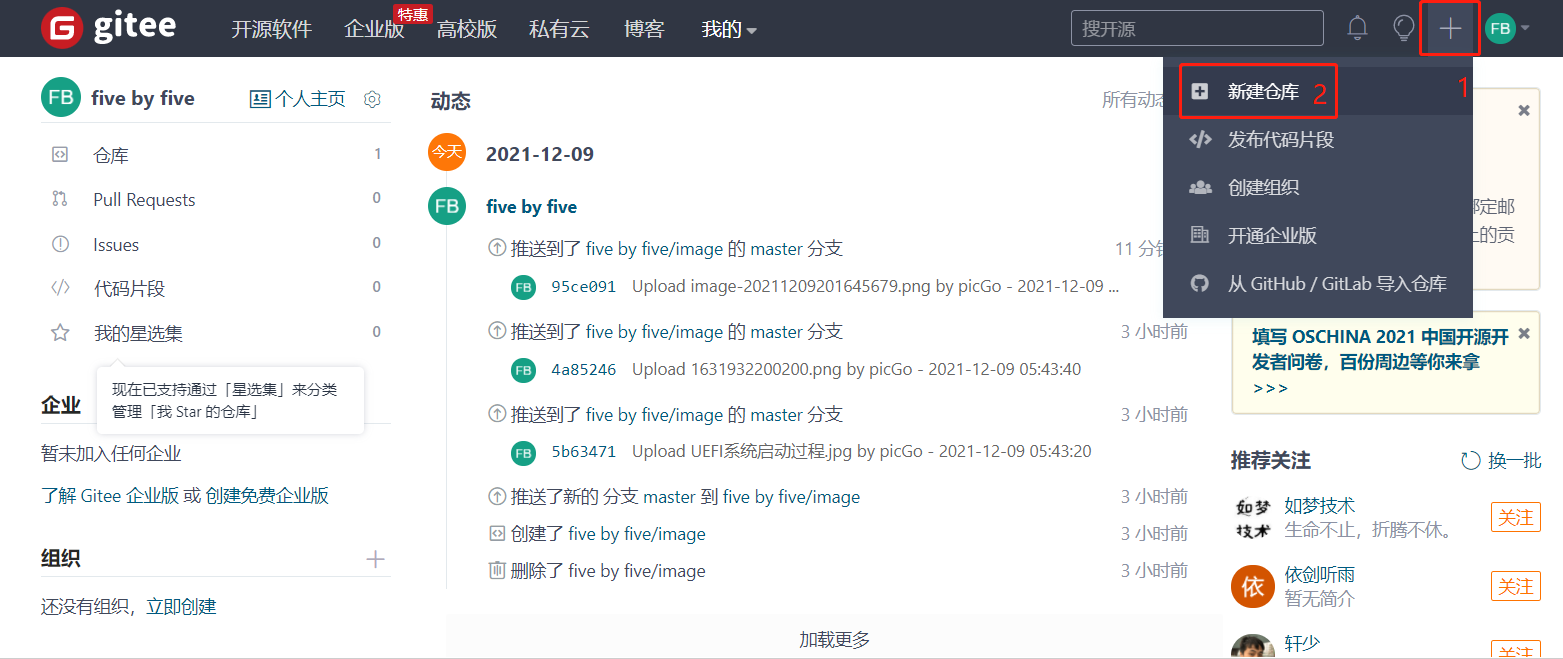 gitee 开源软件 企业版 特惠 高校版 私有云 博客 我的 搜开源 FB
FB five by five 个人主页
仓库 1
Pull Requests 0
Issues 0
代码片段 0
我的星选集 0
现在已支持通过「星选集」来分类
管理「我 Star 的仓库」
企业
暂未加入任何企业
了解 Gitee 企业版 或 创建免费企业版
组织
还没有组织，立即创建
动态 所有动态
今天 2021-12-09
FB five by five
推送到了 five by five/image 的 master 分支 11 分
FB 95ce091 Upload image-20211209201645679.png by picGo - 2021-12-09 ...
推送到了 five by five/image 的 master 分支 3 小时前
FB 4a85246 Upload 1631932200200.png by picGo - 2021-12-09 05:43:40
推送到了 five by five/image 的 master 分支 3 小时前
FB 5b63471 Upload UEFI系统启动过程.jpg by picGo - 2021-12-09 05:43:20
推送了新的 分支 master 到 five by five/image 3 小时前
创建了 five by five/image 3 小时前
删除了 five by five/image 3 小时前
加载更多
1
新建仓库 2
发布代码片段
创建组织
开通企业版
从 GitHub / GitLab 导入仓库
绑定邮
上的贡
填写 OSCHINA 2021 中国开源开
发者问卷，百份周边等你来拿
>>>
推荐关注 换一批
如梦技术
如梦技术 关注
生命不止，折腾不休。
依 依剑听雨 关注
暂无简介
轩少 关注